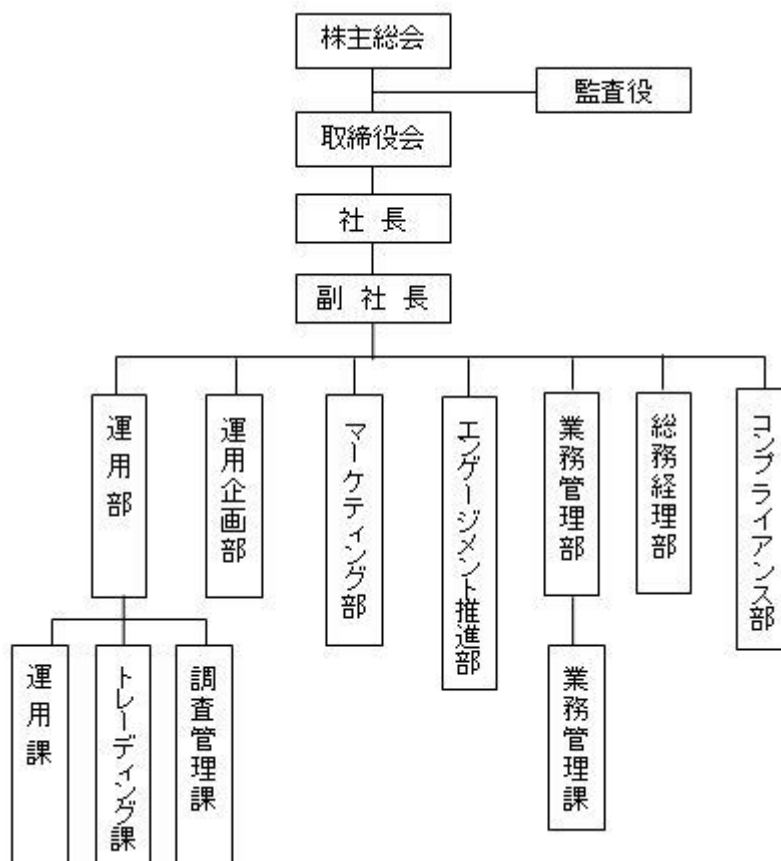 株主総会
監査役
取締役会
社 長
副 社 長
運用部
運用企画部
マーケティング部
エンゲージメント推進部
業務管理部
総務経理部
コンプライアンス部
運用課
トレーディング課
調査管理課
業務管理課